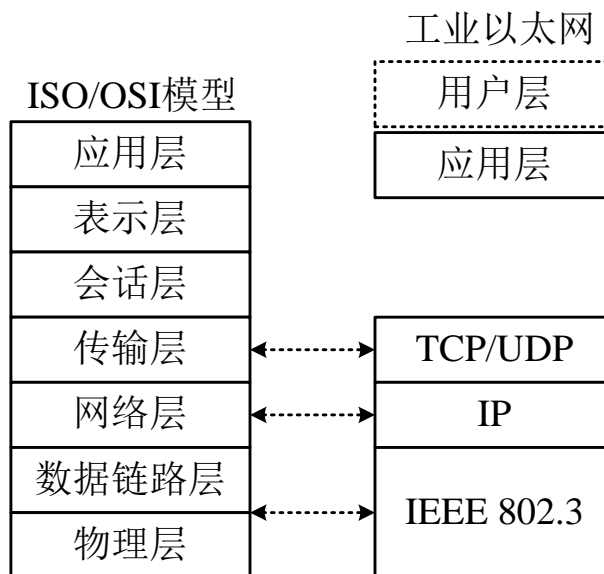 ISO/OSI模型
应用层
表示层
会话层
传输层
网络层
数据链路层
物理层
工业以太网
用户层
应用层
TCP/UDP
IP
IEEE 802.3